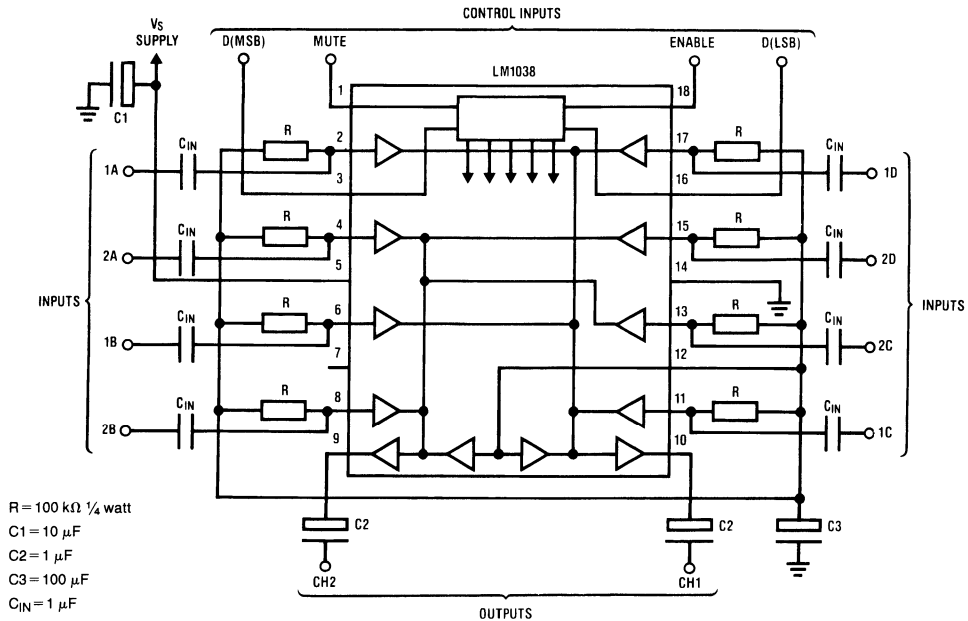 CONTROL INPUTS
VS
SUPPLY
D(MSB)
MUTE
ENABLE
D(LSB)
LM1038
C1
1
18
CIN
R
2
17
R
CIN
1A
3
16
1D
CIN
R
4
15
R
CIN
2A
5
14
2D
INPUTS
INPUTS
CIN
R
6
13
R
CIN
1B
7
12
2C
CIN
R
8
11
R
CIN
2B
9
10
1C
R = 100 kΩ ¼ watt
C1 = 10 μF
C2 = 1 μF
C3 = 100 μF
CIN = 1 μF
C2
C2
C3
CH2
CH1
OUTPUTS